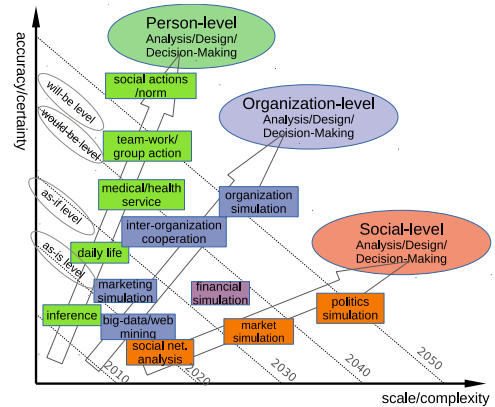 Person-level
Analysis/Design/
Decision-Making
social actions
/norm
will-be level
would-be level
Organization-level
Analysis/Design/
Decision-Making
team-work/
group action
medical/health
service
as-if level
organization
simulation
inter-organization
cooperation
Social-level
Analysis/Design/
Decision-Making
as-is level
daily life
marketing
simulation
financial
simulation
politics
simulation
inference
big-data/web
mining
market
simulation
social net.
analysis
2010
2020
2030
2040
2050
accuracy/certainty
scale/complexity